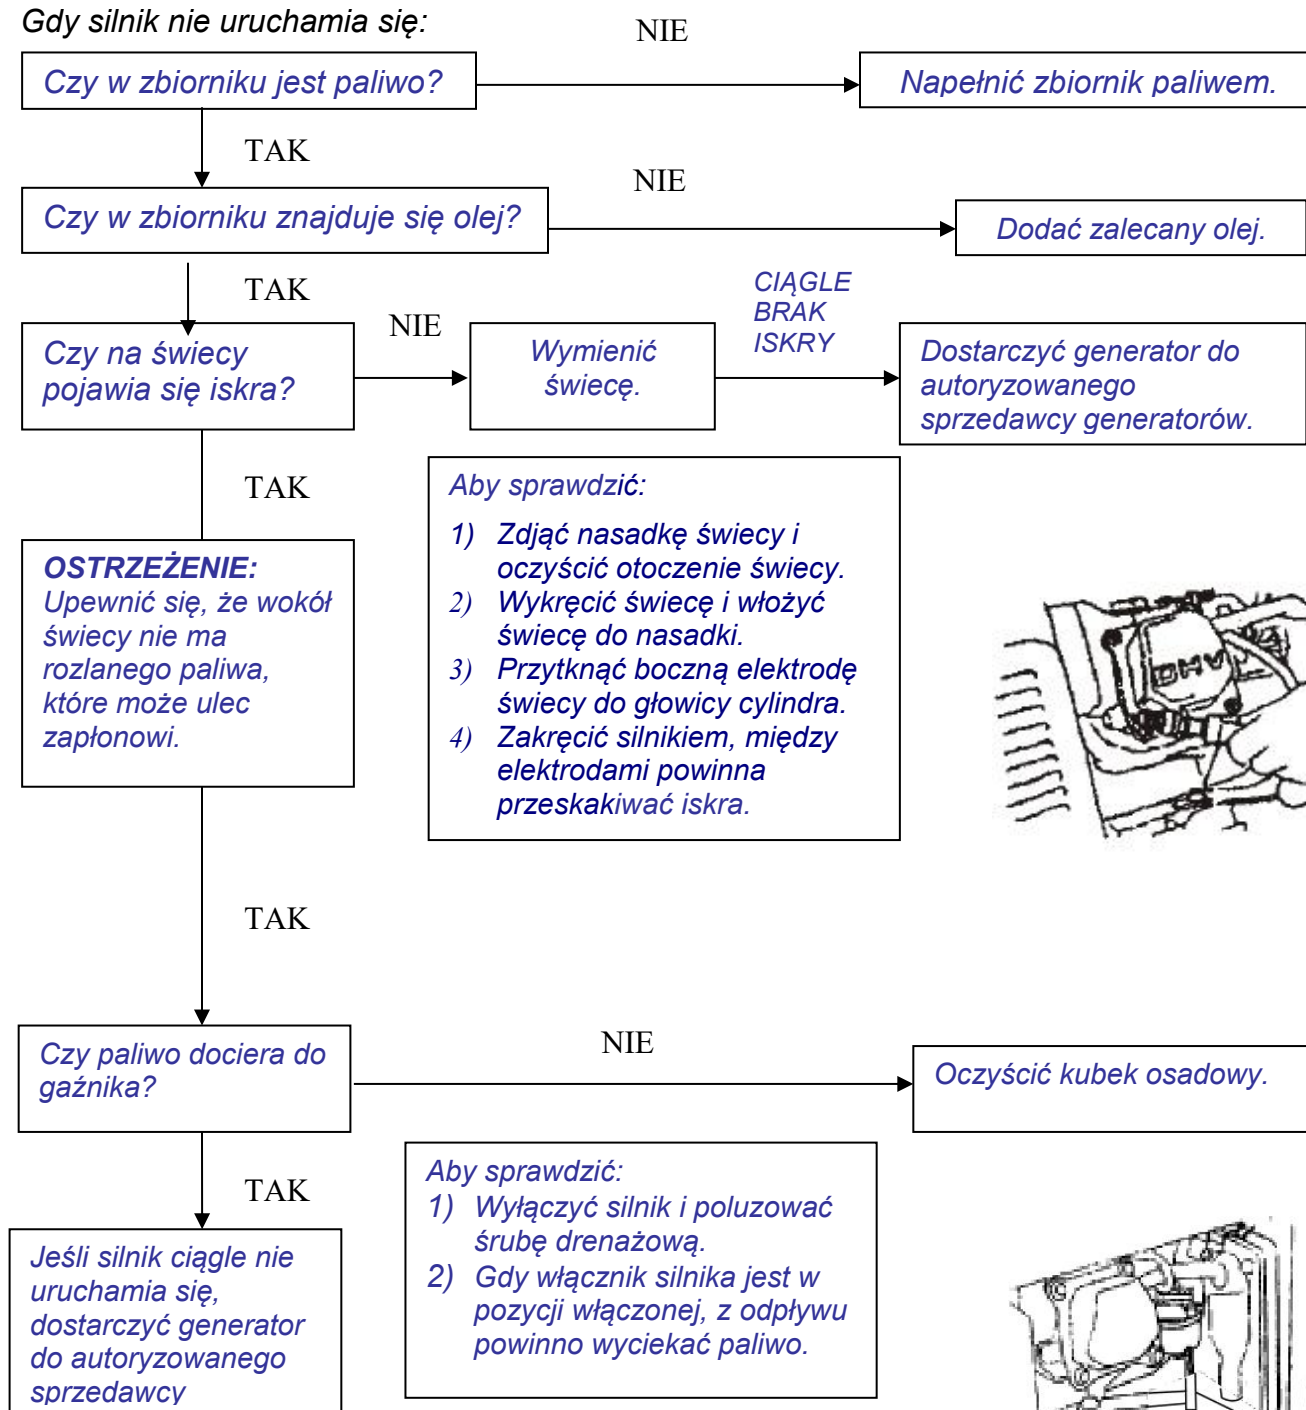 Gdy silnik nie uruchamia się:
NIE
Czy w zbiorniku jest paliwo?
Napełnić zbiornik paliwem.
TAK
NIE
Czy w zbiorniku znajduje się olej?
Dodać zalecany olej.
TAK
NIE
CIĄGLE
BRAK
ISKRY
Czy na świecy
pojawia się iskra?
Wymienić
świecę.
Dostarczyć generator do
autoryzowanego
sprzedawcy generatorów.
TAK
Aby sprawdzić:
1) Zdjąć nasadkę świecy i
oczyścić otoczenie świecy.
2) Wykręcić świecę i włożyć
świecę do nasadki.
3) Przytknąć boczną elektrodę
świecy do głowicy cylindra.
4) Zakręcić silnikiem, między
elektrodami powinna
przeskakiwać iskra.
OSTRZEŻENIE:
Upewnić się, że wokół
świecy nie ma
rozlanego paliwa,
które może ulec
zapłonowi.
OHV
TAK
Czy paliwo dociera do
gaźnika?
NIE
Oczyścić kubek osadowy.
TAK
Aby sprawdzić:
1) Wyłączyć silnik i poluzować
śrubę drenażową.
2) Gdy włącznik silnika jest w
pozycji włączonej, z odpływu
powinno wyciekać paliwo.
Jeśli silnik ciągle nie
uruchamia się,
dostarczyć generator
do autoryzowanego
sprzedawcy